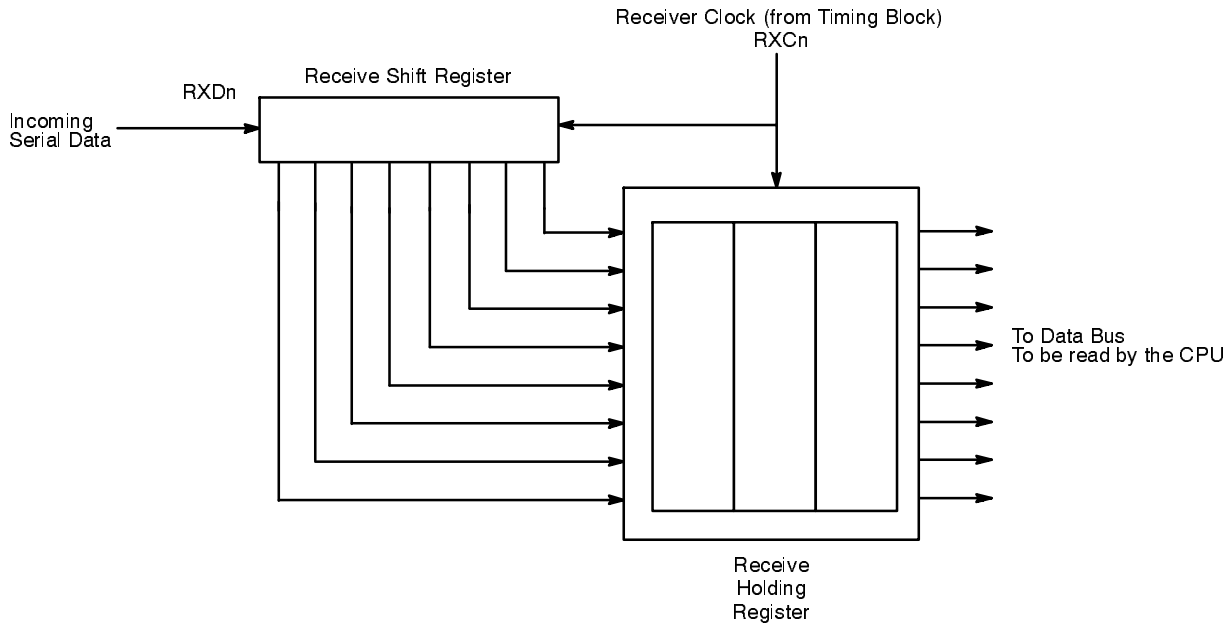 Receiver Clock (from Timing Block)
RXCn
Receive Shift Register
RXDn
Incoming
Serial Data
To Data Bus
To be read by the CPU
Receive
Holding
Register